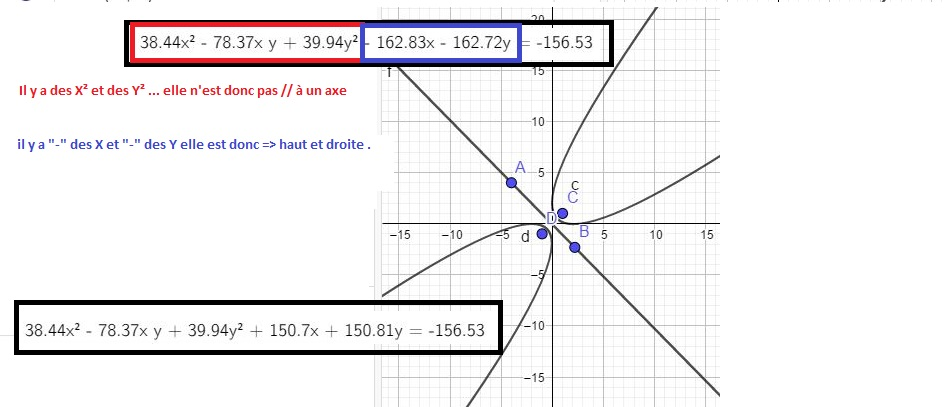 38.44x² - 78.37x y + 39.94y² - 162.83x - 162.72y = -156.53
Il y a des X² et des Y² ... elle n'est donc pas // à un axe
il y a "-" des X et "-" des Y elle est donc => haut et droite .
38.44x² - 78.37x y + 39.94y² + 150.7x + 150.81y = -156.53
20
15
f
10
A
5
c
C
D
d
B
−15
−10
−5
5
10
15
−5
−10
−15